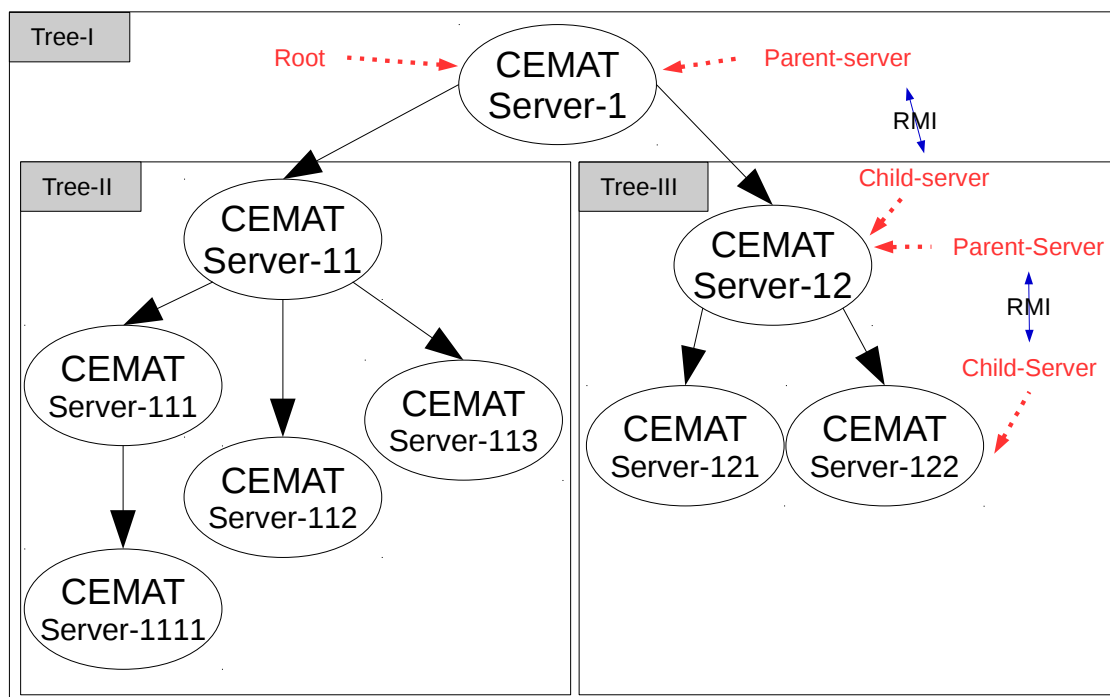 Tree-I
Root
CEMAT
Server-1
Parent-server
RMI
Tree-II
CEMAT
Server-11
CEMAT
Server-111
CEMAT
Server-112
CEMAT
Server-113
CEMAT
Server-1111
Tree-III
Child-server
CEMAT
Server-12
Parent-Server
RMI
Child-Server
CEMAT
Server-121
CEMAT
Server-122